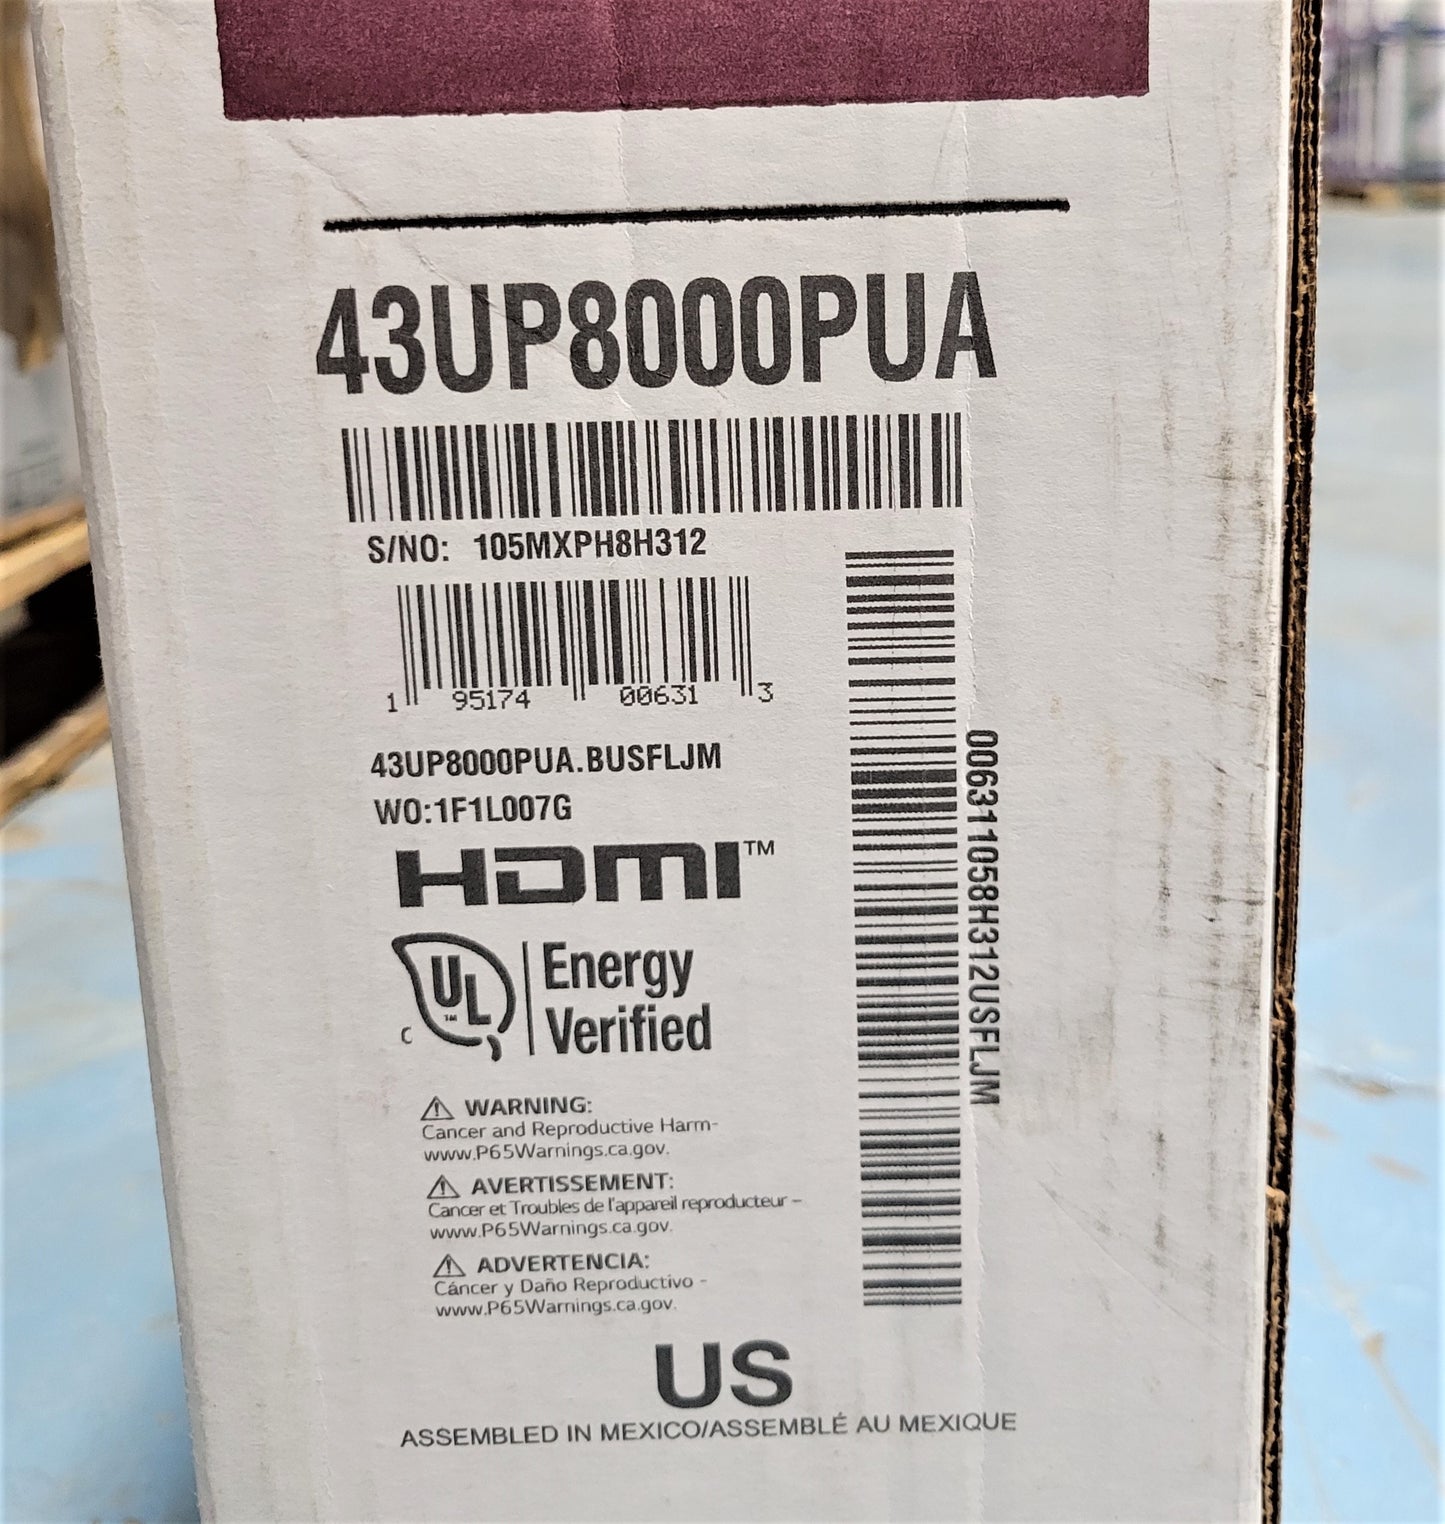 43UP8000PUA
S/NO: 105MXPH8H312
1 95174 00631 3
43UP8000PUA.BUSFLJM
WO:1F1L007G
HDMI™
006311058H312USFLJM
C UL™ Energy
Verified
⚠ WARNING:
Cancer and Reproductive Harm-
www.P65Warnings.ca.gov.
⚠ AVERTISSEMENT:
Cancer et Troubles de l'appareil reproducteur –
www.P65Warnings.ca.gov.
⚠ ADVERTENCIA:
Cáncer y Daño Reproductivo -
www.P65Warnings.ca.gov.
US
ASSEMBLED IN MEXICO/ASSEMBLÉ AU MEXIQUE